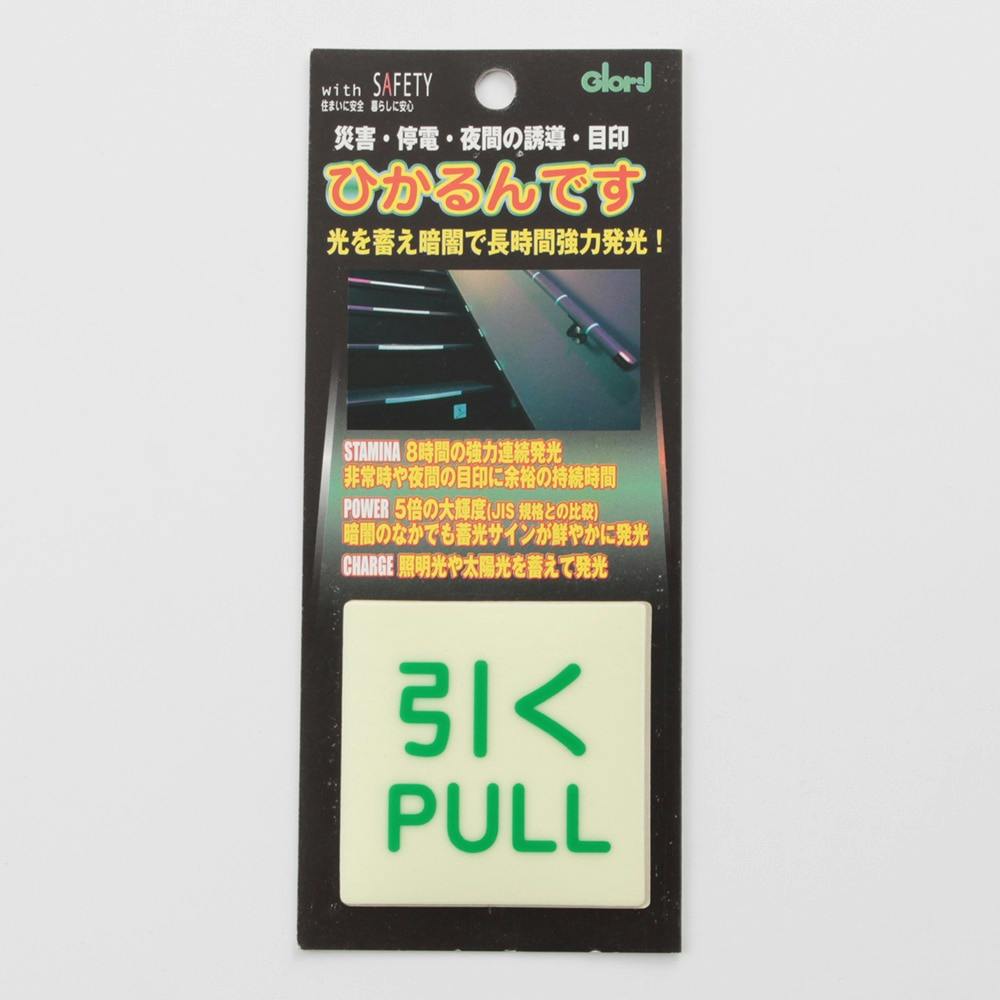 with SAFETY
住まいに安全 暮らしに安心
Glor-J
災害・停電・夜間の誘導・目印
ひかるんです
光を蓄え暗闇で長時間強力発光!
STAMINA 8時間の強力連続発光
非常時や夜間の目印に余裕の持続時間
POWER 5倍の大輝度(JIS 規格との比較)
暗闇のなかでも蓄光サインが鮮やかに発光
CHARGE 照明光や太陽光を蓄えて発光
引く
PULL